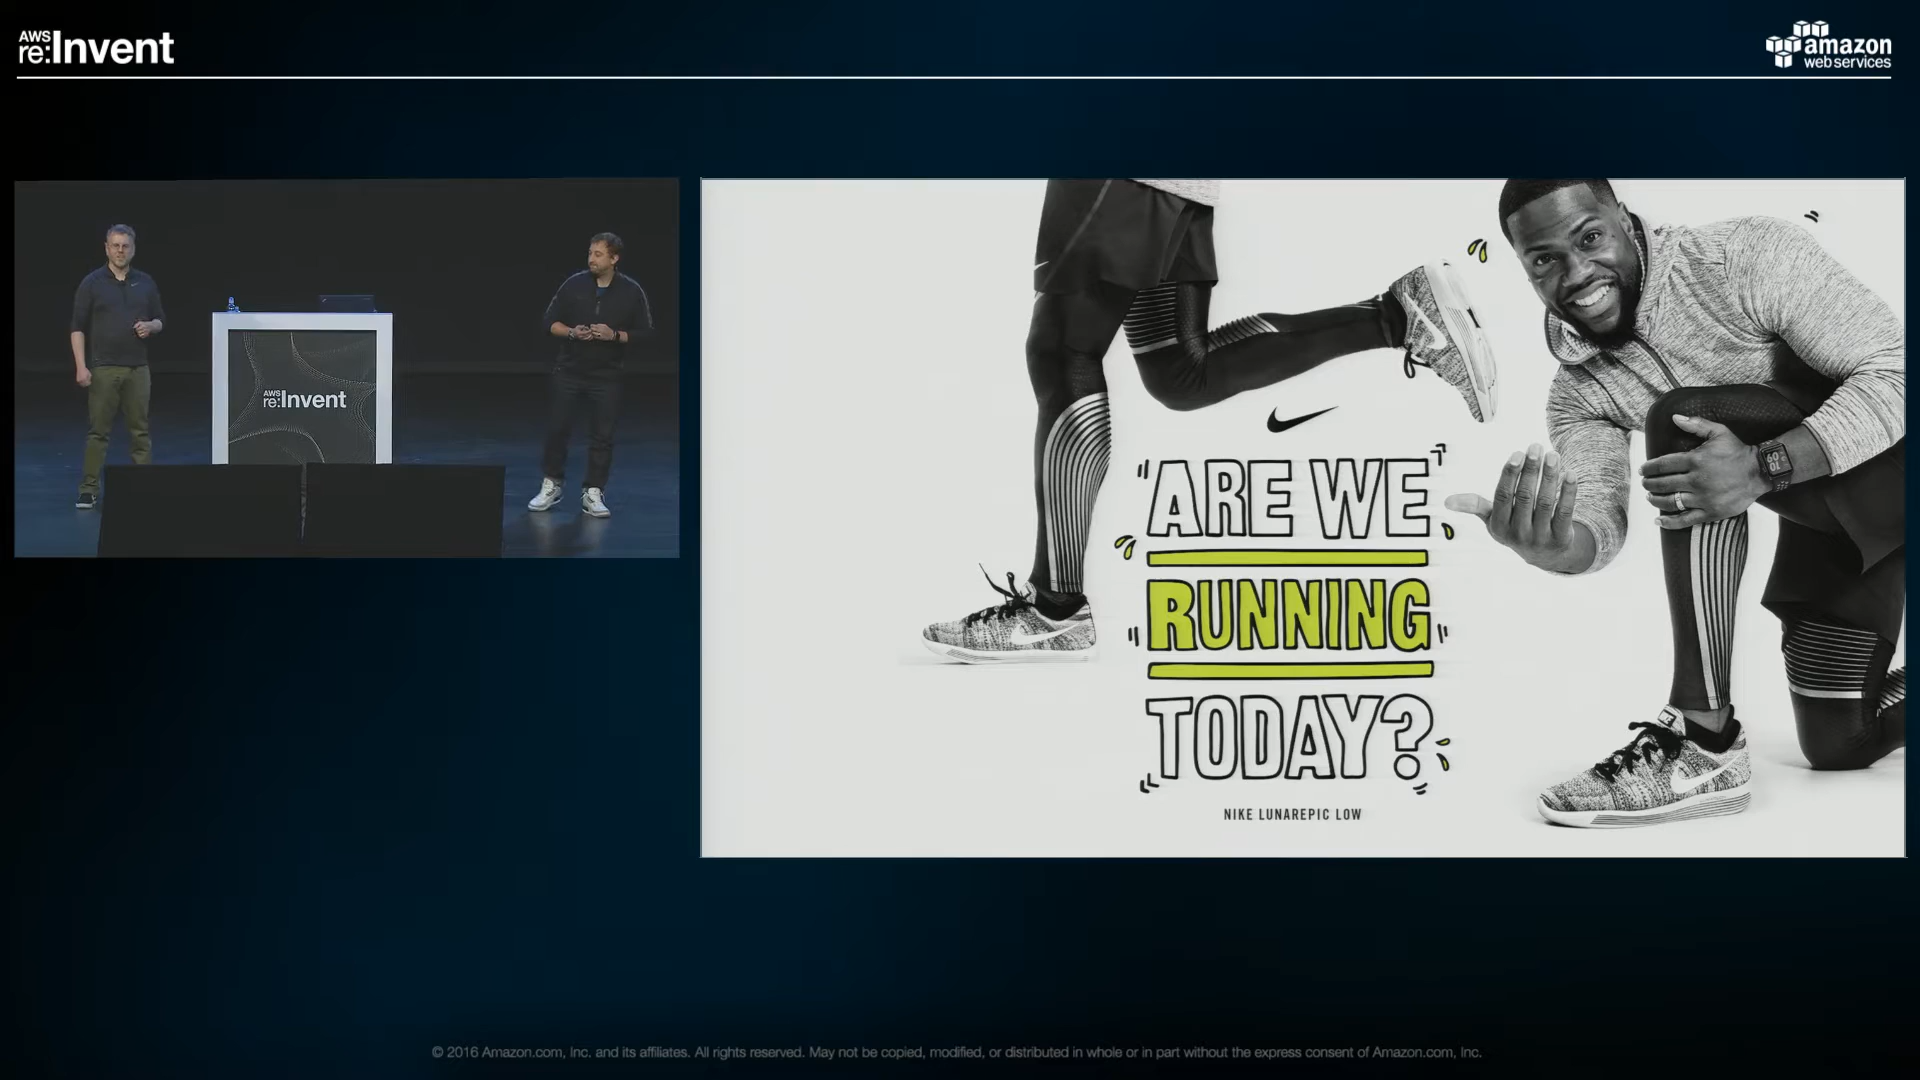 AWS
re:Invent
amazon
web services
AWS
re:Invent
ARE WE
RUNNING
TODAY?
NIKE LUNAREPIC LOW
© 2016 Amazon.com, Inc. and its affiliates. All rights reserved. May not be copied, modified, or distributed in whole or in part without the express consent of Amazon.com, Inc.